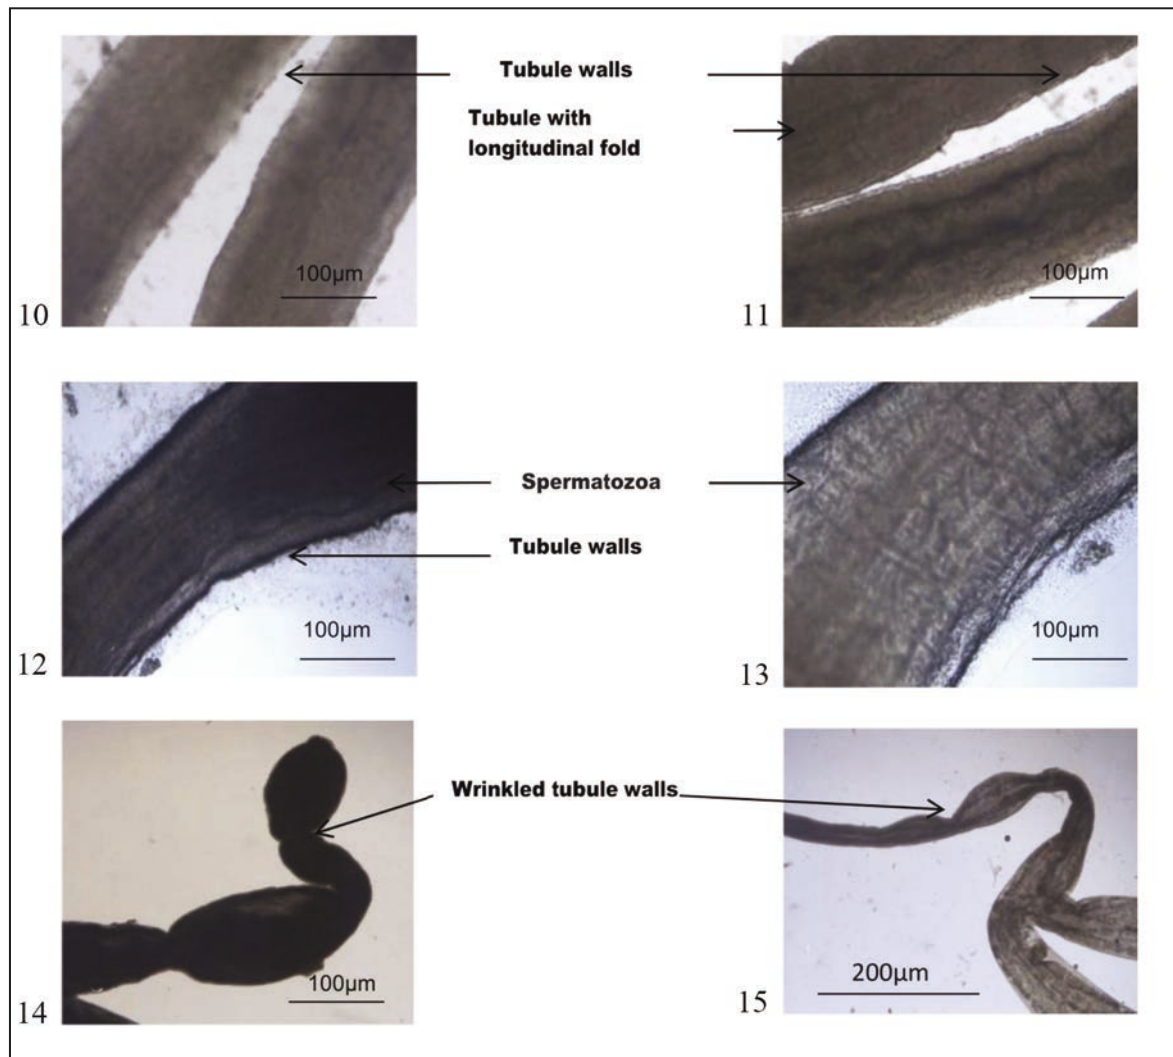 Tubule walls
Tubule with
longitudinal fold
100µm
100µm
10
11
Spermatozoa
Tubule walls
100µm
100µm
12
13
Wrinkled tubule walls
100µm
200µm
14
15